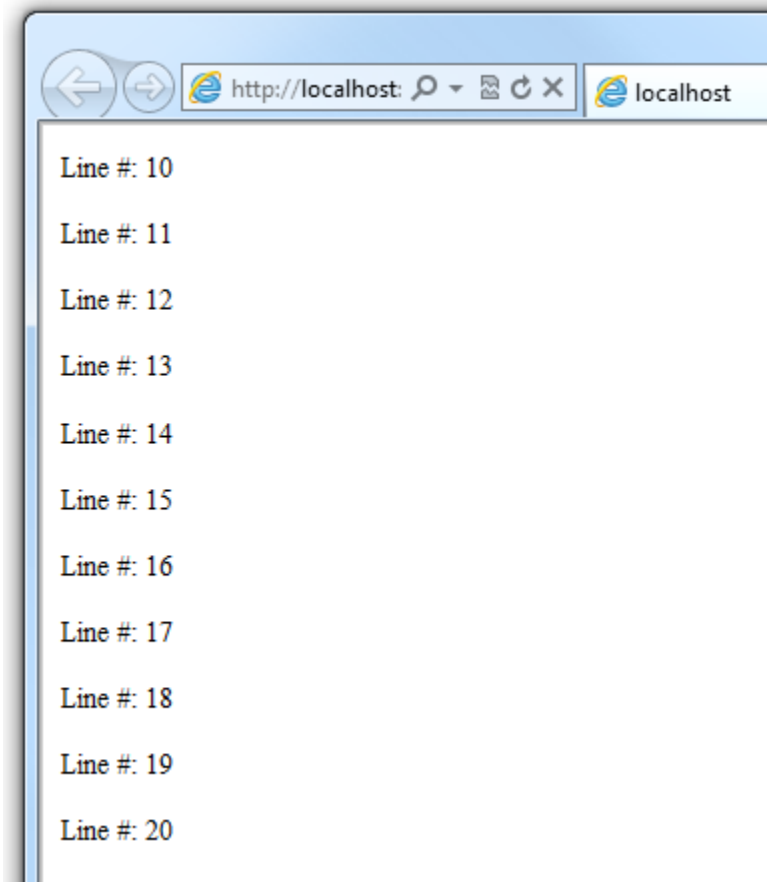 http://localhost:
localhost
Line #: 10
Line #: 11
Line #: 12
Line #: 13
Line #: 14
Line #: 15
Line #: 16
Line #: 17
Line #: 18
Line #: 19
Line #: 20